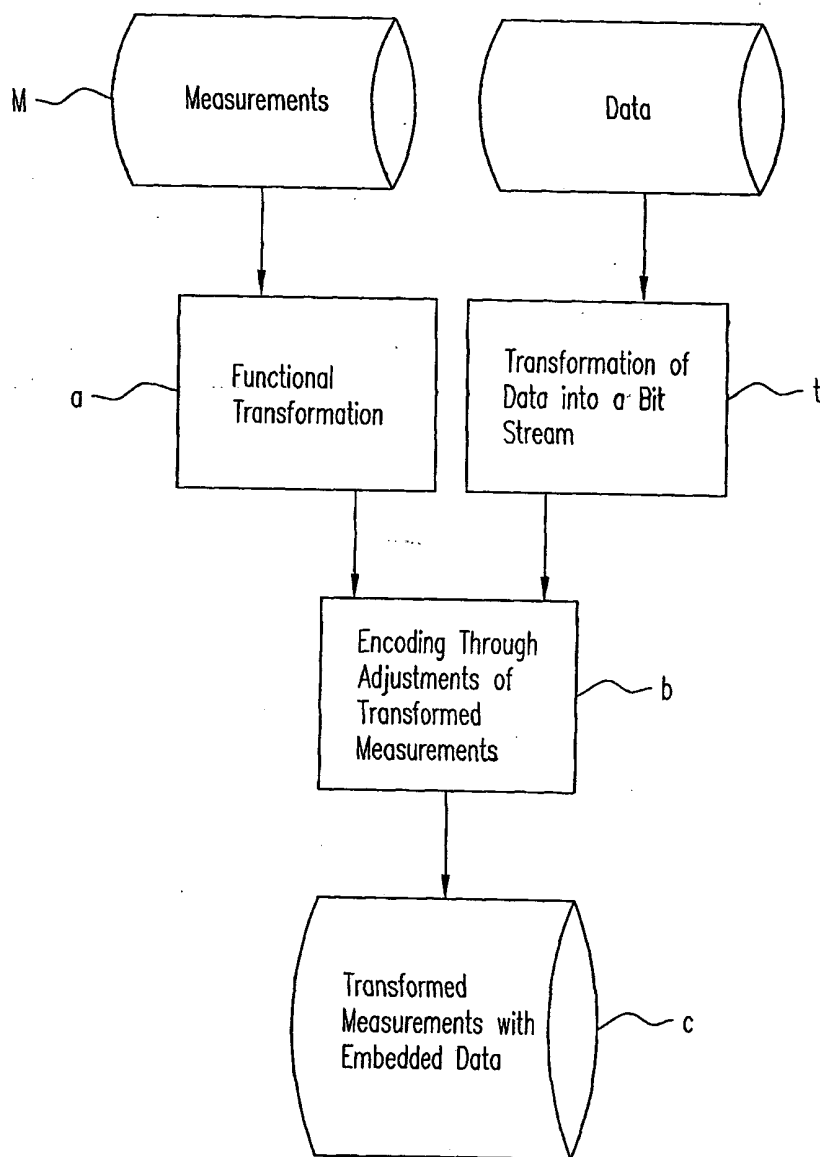 M
Measurements
Data
a
Functional
Transformation
Transformation of
Data into a Bit
Stream
t
Encoding Through
Adjustments of
Transformed
Measurements
b
Transformed
Measurements with
Embedded Data
c